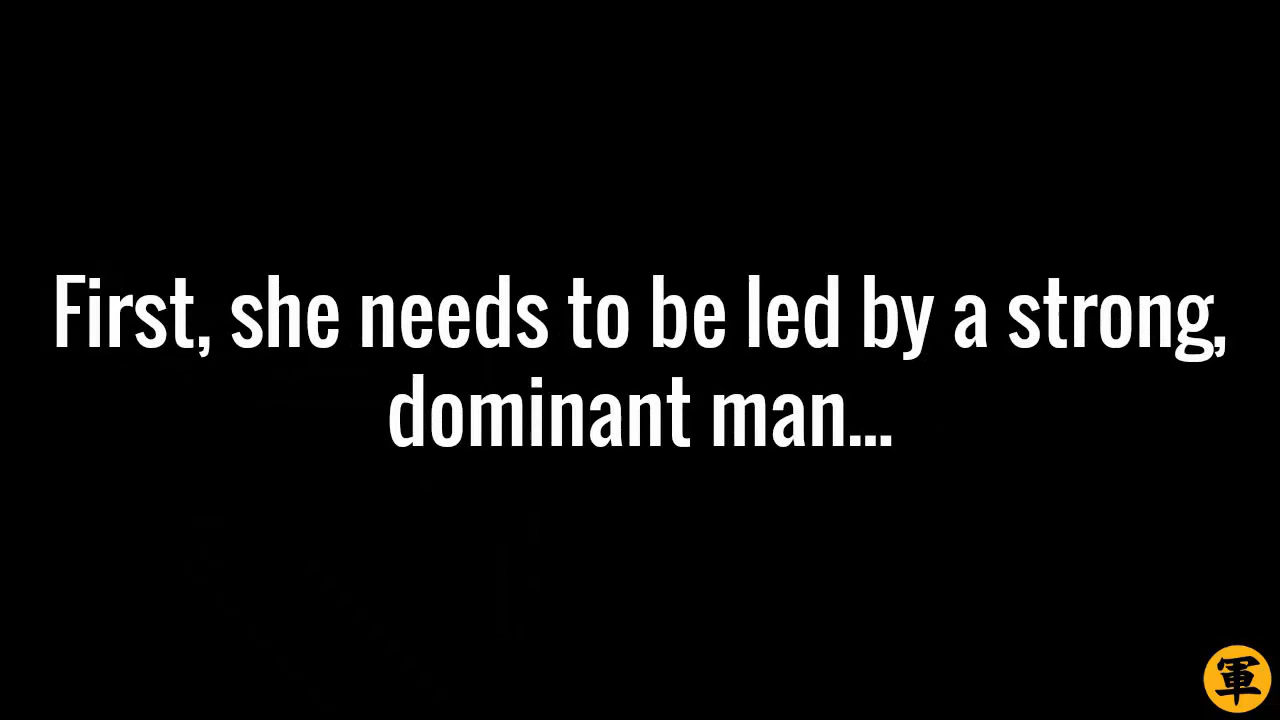 First, she needs to be led by a strong,
dominant man...
軍